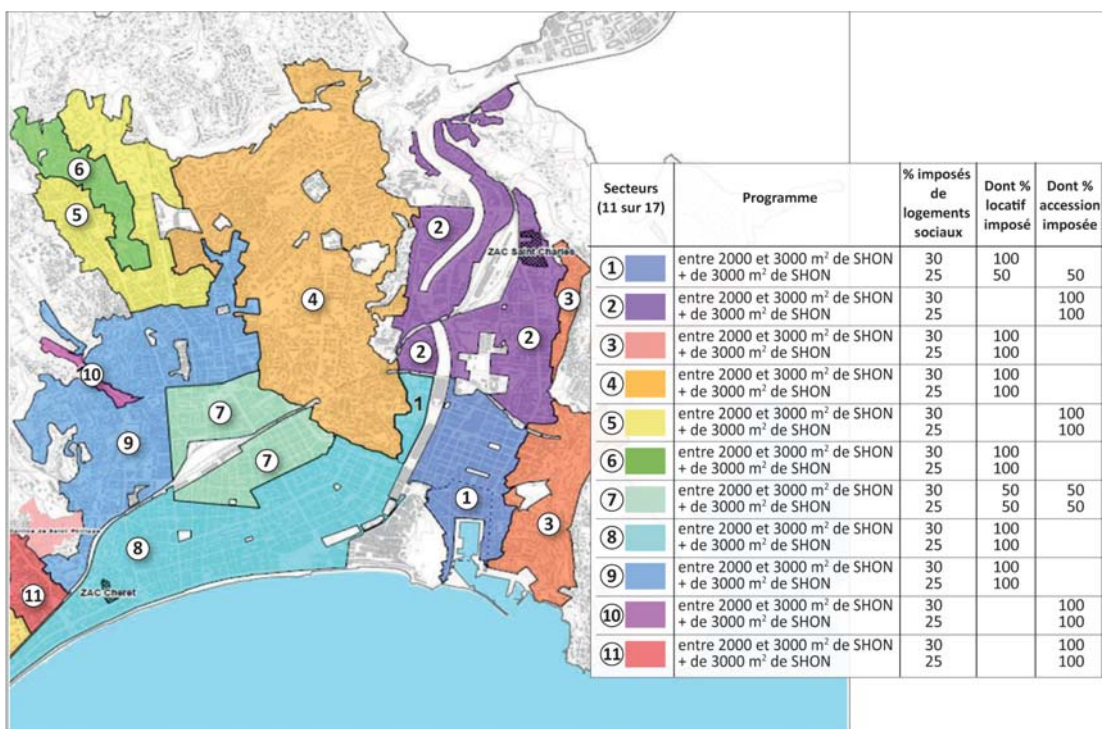 6
5
2
ZAC Saint Charles
4
3
2
2
10
1
7
9
7
1
3
8
11
ZAC Cheret
Secteurs (11 sur 17) Programme % imposés de logements sociaux Dont % locatif imposé Dont % accession imposée
1 entre 2000 et 3000 m² de SHON 30 100
+ de 3000 m² de SHON 25 50 50
2 entre 2000 et 3000 m² de SHON 30 100
+ de 3000 m² de SHON 25 100
3 entre 2000 et 3000 m² de SHON 30 100
+ de 3000 m² de SHON 25 100
4 entre 2000 et 3000 m² de SHON 30 100
+ de 3000 m² de SHON 25 100
5 entre 2000 et 3000 m² de SHON 30 100
+ de 3000 m² de SHON 25 100
6 entre 2000 et 3000 m² de SHON 30 100
+ de 3000 m² de SHON 25 100
7 entre 2000 et 3000 m² de SHON 30 50 50
+ de 3000 m² de SHON 25 50 50
8 entre 2000 et 3000 m² de SHON 30 100
+ de 3000 m² de SHON 25 100
9 entre 2000 et 3000 m² de SHON 30 100
+ de 3000 m² de SHON 25 100
10 entre 2000 et 3000 m² de SHON 30 100
+ de 3000 m² de SHON 25 100
11 entre 2000 et 3000 m² de SHON 30 100
+ de 3000 m² de SHON 25 100